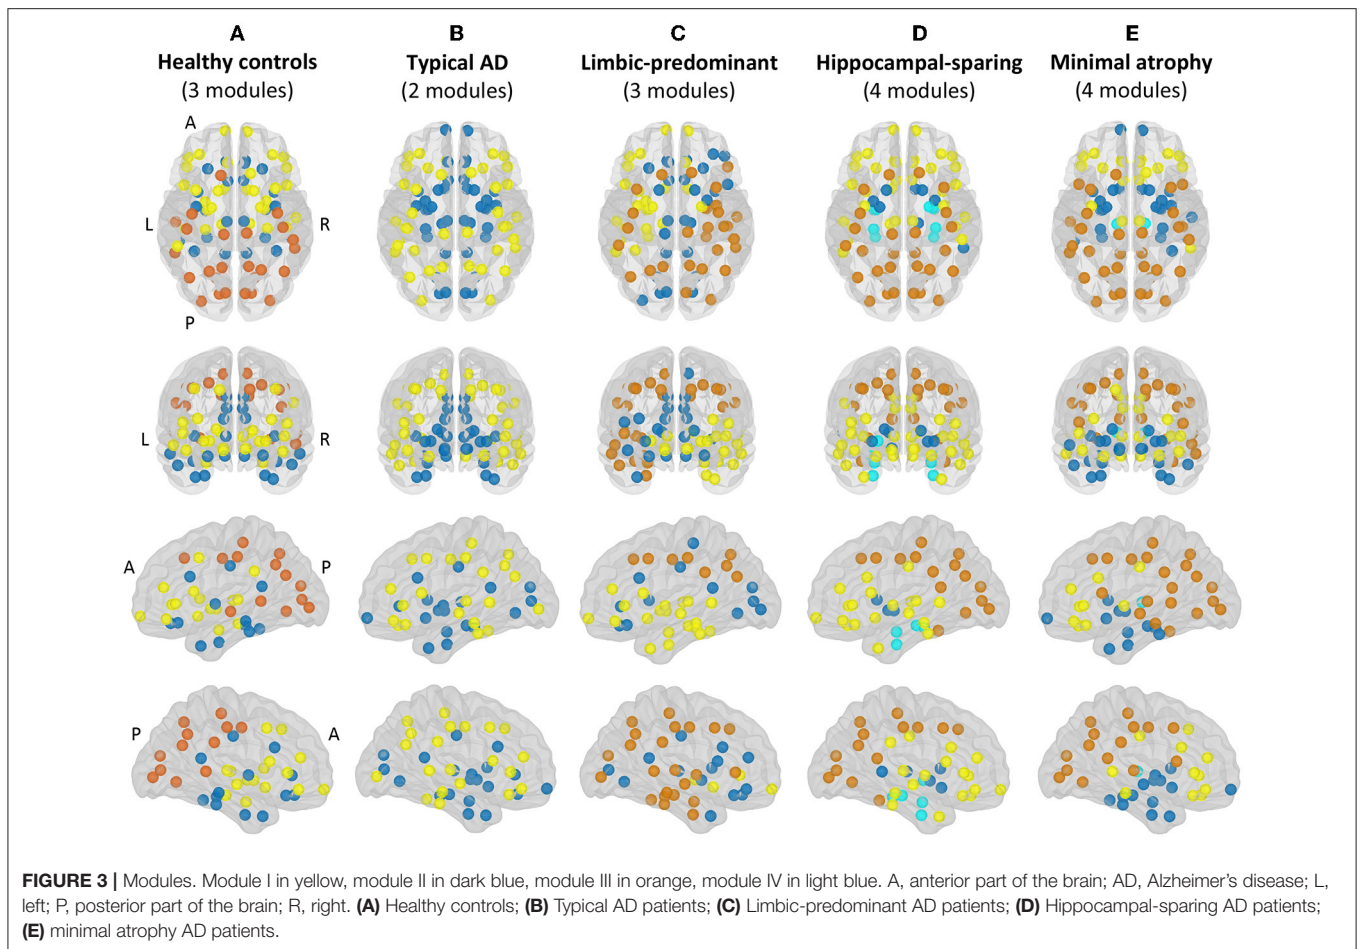 A
Healthy controls
(3 modules)
B
Typical AD
(2 modules)
C
Limbic-predominant
(3 modules)
D
Hippocampal-sparing
(4 modules)
E
Minimal atrophy
(4 modules)
A
L
R
P
L
R
A
P
P
A
FIGURE 3 | Modules. Module I in yellow, module II in dark blue, module III in orange, module IV in light blue. A, anterior part of the brain; AD, Alzheimer's disease; L,
left; P, posterior part of the brain; R, right. (A) Healthy controls; (B) Typical AD patients; (C) Limbic-predominant AD patients; (D) Hippocampal-sparing AD patients;
(E) minimal atrophy AD patients.